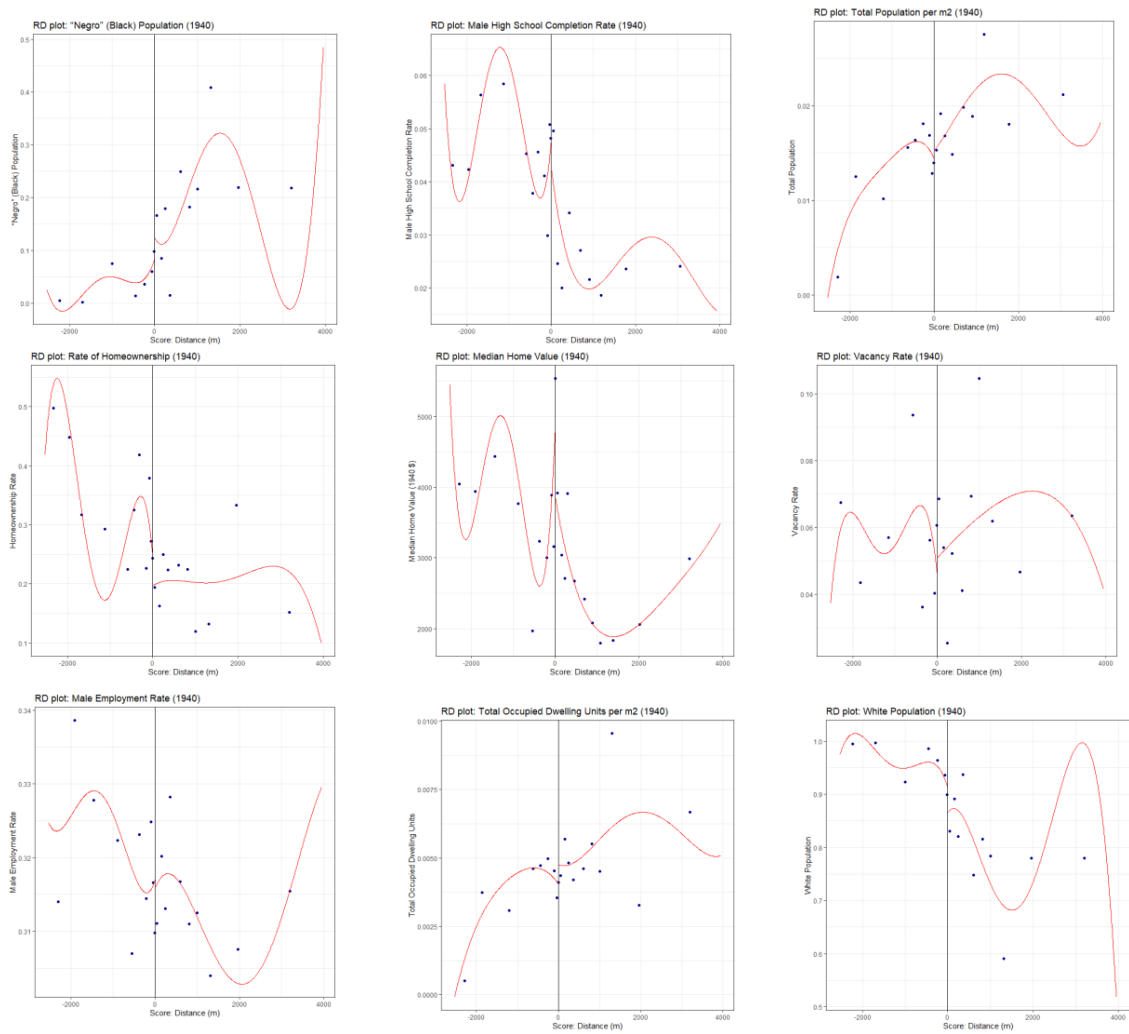 RD plot: "Negro" (Black) Population (1940)
0.5
0.4
0.3
0.2
0.1
0.0
"Negro" (Black) Population
-2000
0
2000
4000
Score: Distance (m)
RD plot: Male High School Completion Rate (1940)
0.06
0.05
0.04
0.03
0.02
Male High School Completion Rate
-2000
0
2000
4000
Score: Distance (m)
RD plot: Total Population per m2 (1940)
0.02
0.01
0.00
Total Population
-2000
0
2000
4000
Score: Distance (m)
RD plot: Rate of Homeownership (1940)
0.5
0.4
0.3
0.2
0.1
Homeownership Rate
-2000
0
2000
4000
Score: Distance (m)
RD plot: Median Home Value (1940)
5000
4000
3000
2000
Median Home Value (1940 $)
-2000
0
2000
4000
Score: Distance (m)
RD plot: Vacancy Rate (1940)
0.10
0.08
0.06
0.04
Vacancy Rate
-2000
0
2000
4000
Score: Distance (m)
RD plot: Male Employment Rate (1940)
0.34
0.33
0.32
0.31
Male Employment Rate
-2000
0
2000
4000
Score: Distance (m)
RD plot: Total Occupied Dwelling Units per m2 (1940)
0.0100
0.0075
0.0050
0.0025
0.0000
Total Occupied Dwelling Units
-2000
0
2000
4000
Score: Distance (m)
RD plot: White Population (1940)
1.0
0.9
0.8
0.7
0.6
0.5
White Population
-2000
0
2000
4000
Score: Distance (m)